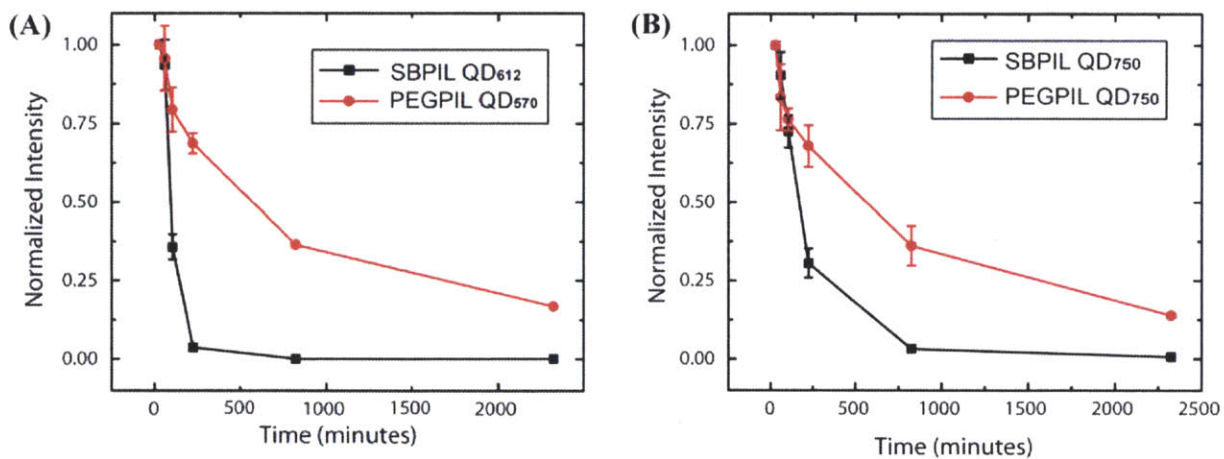 (A)
Normalized Intensity
1.00
0.75
0.50
0.25
0.00
SBPIL QD612
PEGPIL QD570
0
500
1000
1500
2000
Time (minutes)
(B)
Normalized Intensity
1.00
0.75
0.50
0.25
0.00
SBPIL QD750
PEGPIL QD750
0
500
1000
1500
2000
2500
Time (minutes)